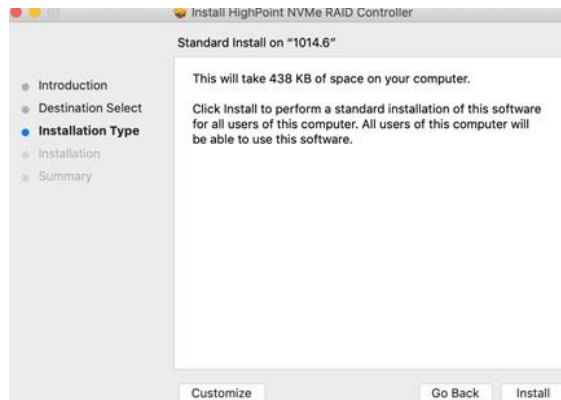 Install HighPoint NVMe RAID Controller
Standard Install on "1014.6"
Introduction
Destination Select
Installation Type
Installation
Summary
This will take 438 KB of space on your computer.
Click Install to perform a standard installation of this software
for all users of this computer. All users of this computer will
be able to use this software.
Customize
Go Back
Install